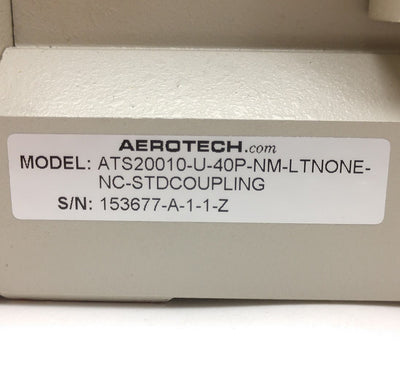 AEROTECH.com
MODEL: ATS20010-U-40P-NM-LTNONE-
NC-STDCOUPLING
S/N: 153677-A-1-1-Z